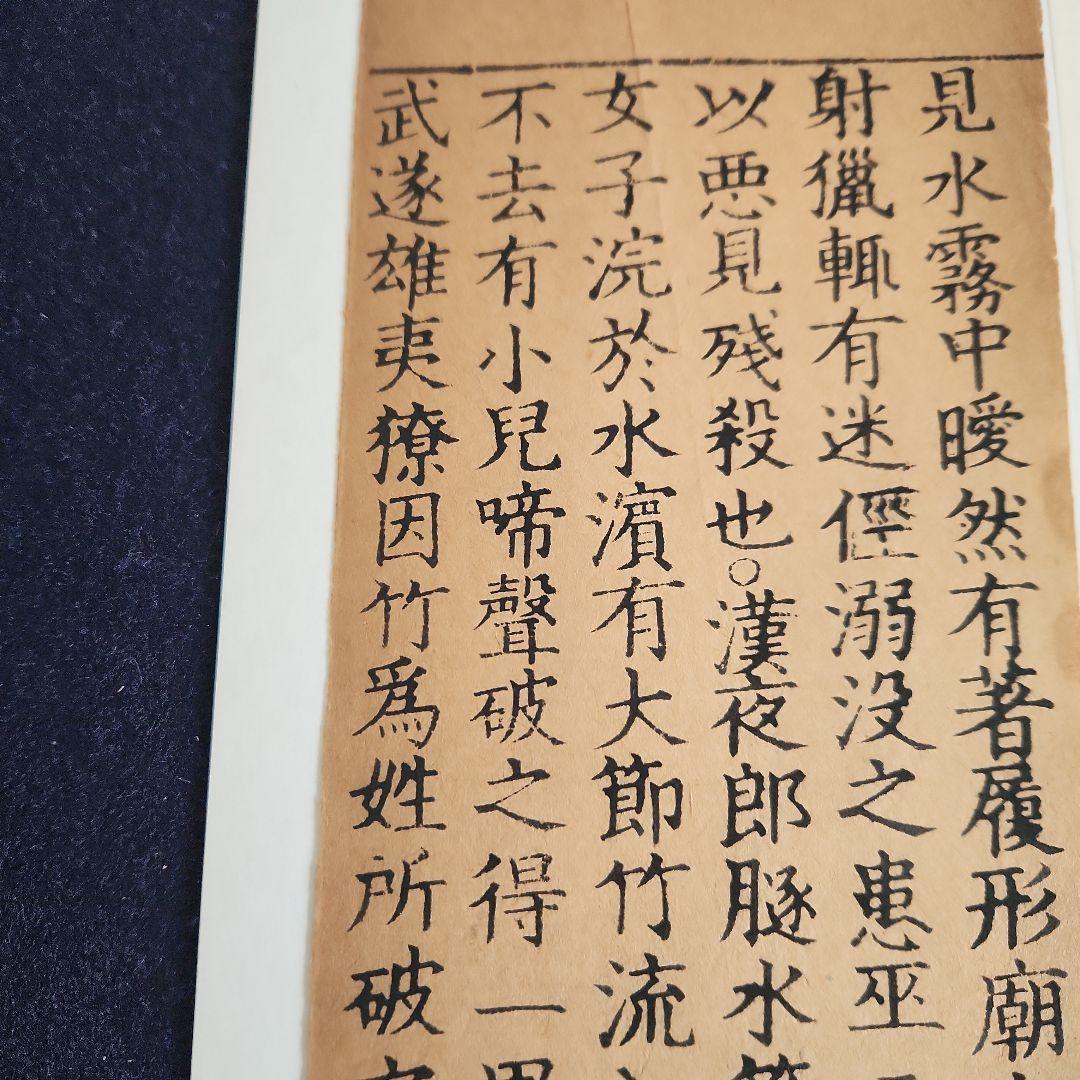 見水霧中曖然有著履形廟
射獵輒有迷俓溺没之患巫
以惡見殘殺也○漢夜郎䐂水
女子浣於水濵有大節竹流
不去有小兒啼聲破之得一
武遂雄夷獠因竹爲姓所破